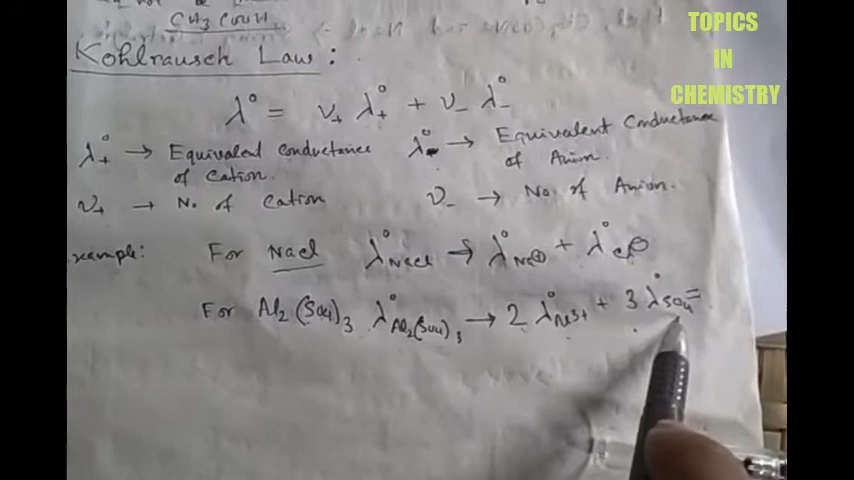 TOPICS
IN
CHEMISTRY
CH3COOH
Kohlrausch Law :
λ° = ν+ λ+° + ν- λ-°
λ+° → Equivalent Conductance of Cation.
λ-° → Equivalent Conductance of Anion.
ν+ → No. of Cation
ν- → No. of Anion.
example: For NaCl λ°NaCl → λ°Na⊕ + λ°Cl⊖
For Al2(SO4)3 λ°Al2(SO4)3 → 2 λ°Al3+ + 3 λ°SO4=